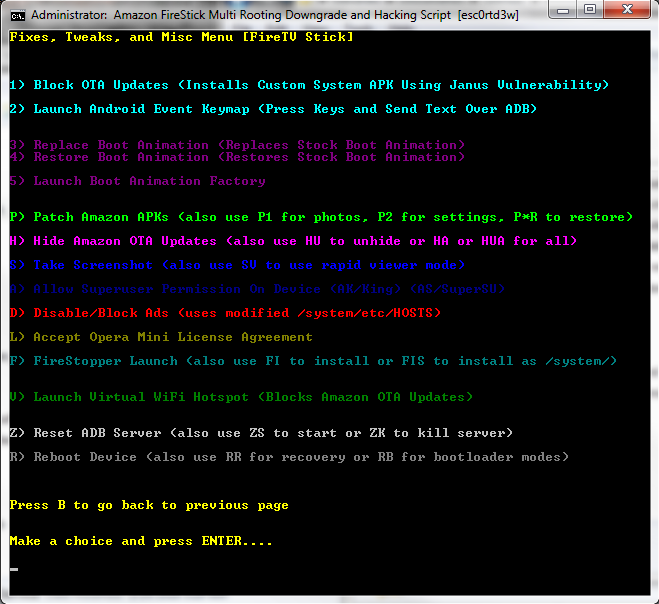 Administrator:  Amazon FireStick Multi Rooting Downgrade and Hacking Script  [esc0rtd3w]
Fixes, Tweaks, and Misc Menu [FireTV Stick]
1) Block OTA Updates (Installs Custom System APK Using Janus Vulnerability)
2) Launch Android Event Keymap (Press Keys and Send Text Over ADB)
3) Replace Boot Animation (Replaces Stock Boot Animation)
4) Restore Boot Animation (Restores Stock Boot Animation)
5) Launch Boot Animation Factory
P) Patch Amazon APKs (also use P1 for photos, P2 for settings, P*R to restore)
H) Hide Amazon OTA Updates (also use HU to unhide or HA or HUA for all)
S) Take Screenshot (also use SV to use rapid viewer mode)
A) Allow Superuser Permission On Device (AK/King) (AS/SuperSU)
D) Disable/Block Ads (uses modified /system/etc/HOSTS)
L) Accept Opera Mini License Agreement
F) FireStopper Launch (also use FI to install or FIS to install as /system/)
V) Launch Virtual WiFi Hotspot (Blocks Amazon OTA Updates)
Z) Reset ADB Server (also use ZS to start or ZK to kill server)
R) Reboot Device (also use RR for recovery or RB for bootloader modes)
Press B to go back to previous page
Make a choice and press ENTER....